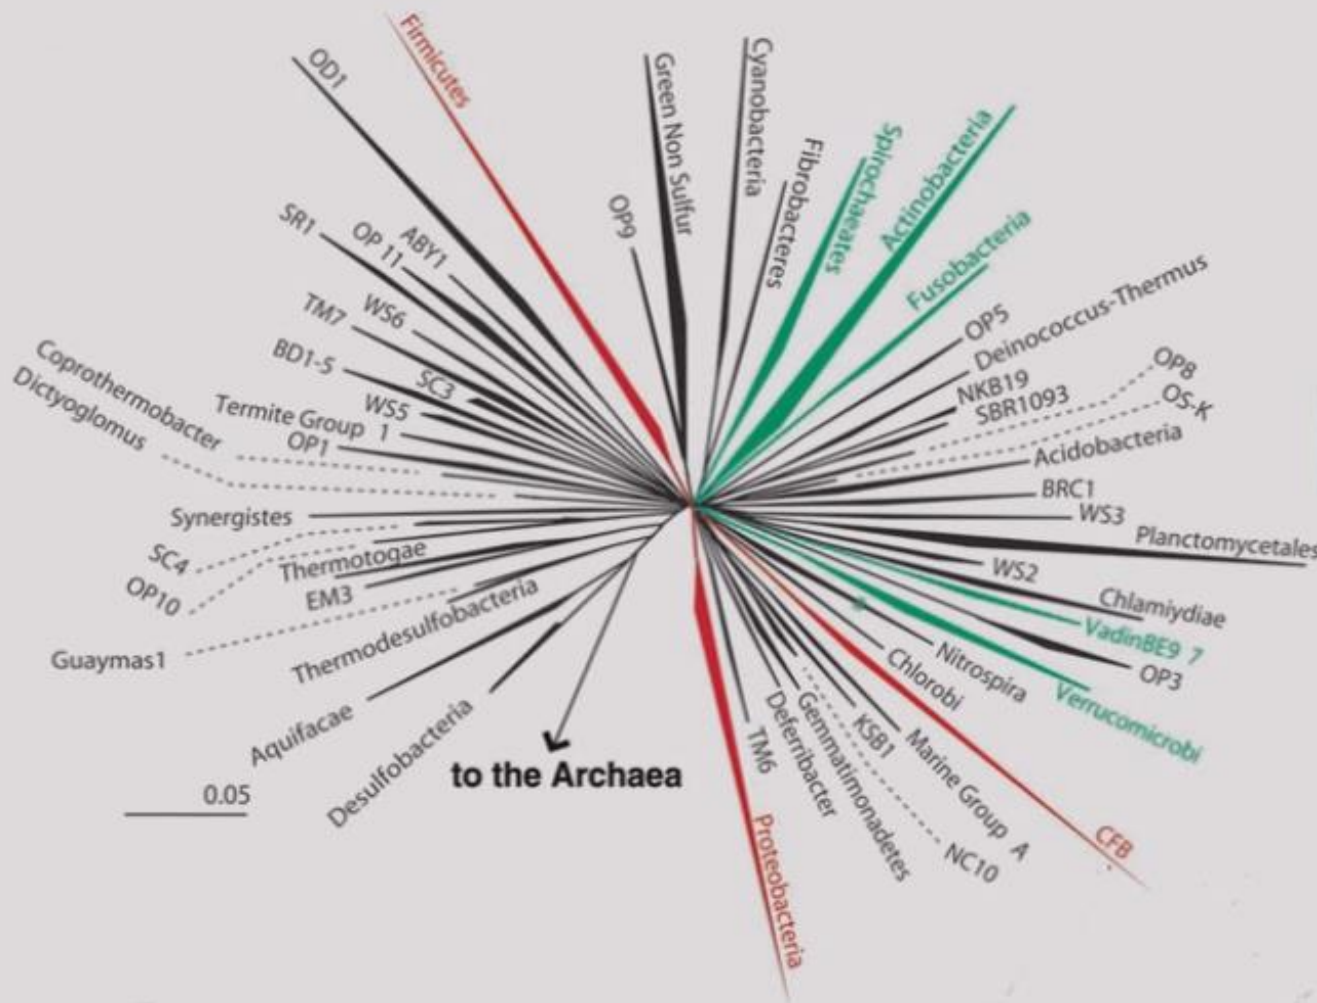 Firmicutes
OD1
Green Non Sulfur
Cyanobacteria
Fibrobacteres
Spirochaeates
Actinobacteria
Fusobacteria
OP9
SR1
OP 11
ABY1
TM7
WS6
BD1-5
SC3
WS5
Coprothermobacter
Dictyoglomus
Termite Group 1
OP1
Synergistes
SC4
Thermotogae
OP10
EM3
Guaymas1
Thermodesulfobacteria
Aquifacae
Desulfobacteria
0.05
to the Archaea
OP5
Deinococcus-Thermus
NKB19
SBR1093
OP8
OS-K
Acidobacteria
BRC1
WS3
Planctomycetales
WS2
Chlamiydiae
VadinBE9 7
OP3
Verrucomicrobi
Nitrospira
Chlorobi
CFB
Marine Group A
KSB1
NC10
Gemmatimonadetes
Deferribacter
TM6
Proteobacteria